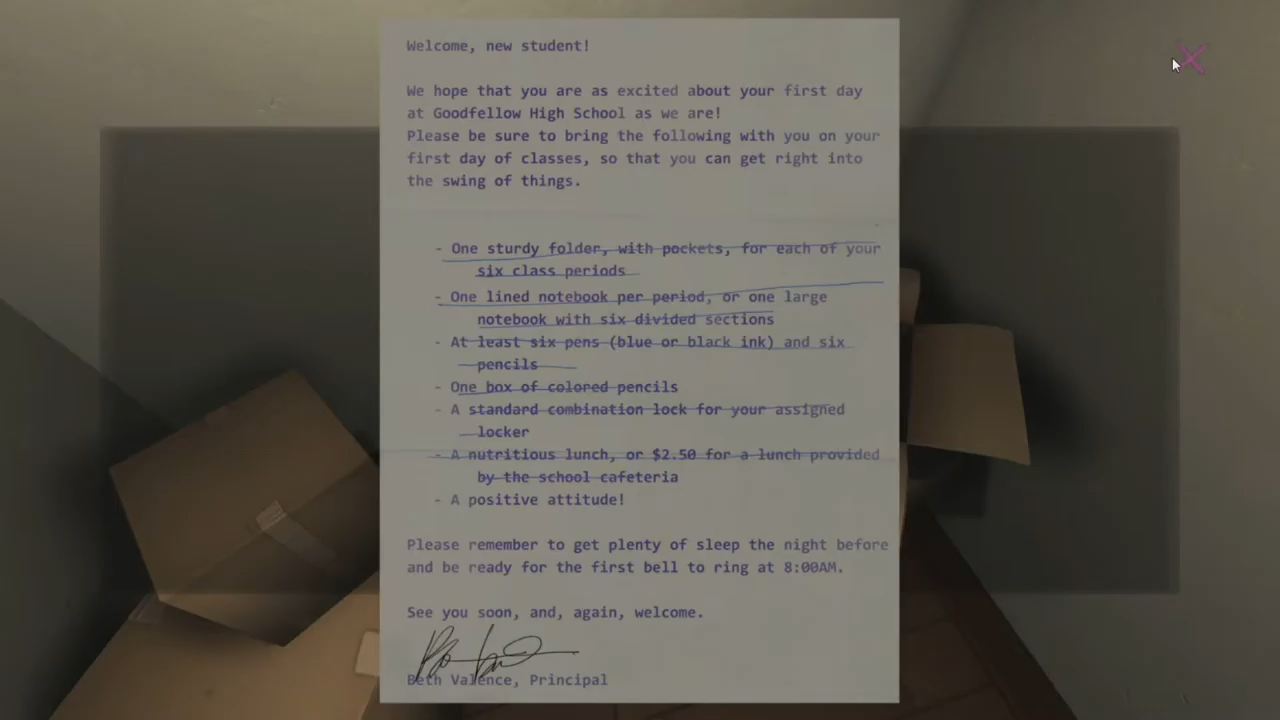 Welcome, new student!
We hope that you are as excited about your first day
at Goodfellow High School as we are!
Please be sure to bring the following with you on your
first day of classes, so that you can get right into
the swing of things.
- One sturdy folder, with pockets, for each of your
six class periods
- One lined notebook per period, or one large
notebook with six divided sections
- At least six pens (blue or black ink) and six
pencils
- One box of colored pencils
- A standard combination lock for your assigned
locker
- A nutritious lunch, or $2.50 for a lunch provided
by the school cafeteria
- A positive attitude!
Please remember to get plenty of sleep the night before
and be ready for the first bell to ring at 8:00AM.
See you soon, and, again, welcome.
Beth Valence, Principal